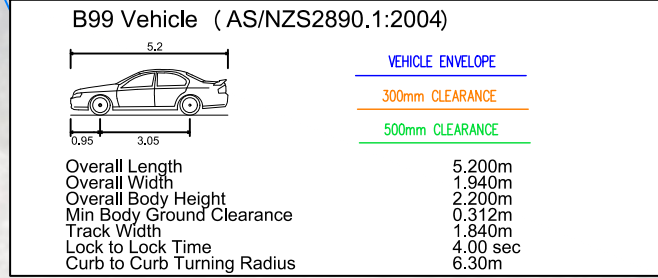 B99 Vehicle (AS/NZS2890.1:2004)
5.2
0.95 3.05
VEHICLE ENVELOPE
300mm CLEARANCE
500mm CLEARANCE
Overall Length 5.200m
Overall Width 1.940m
Overall Body Height 2.200m
Min Body Ground Clearance 0.312m
Track Width 1.840m
Lock to Lock Time 4.00 sec
Curb to Curb Turning Radius 6.30m